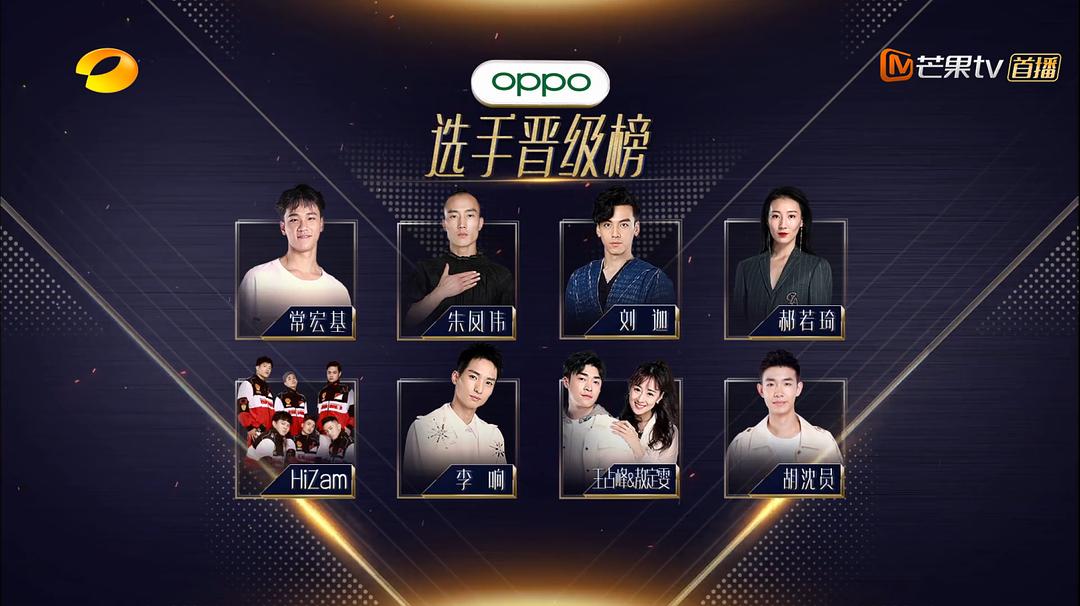 oppo
芒果tv 首播
选手晋级榜
常宏基
朱凤伟
刘迦
郝若琦
HiZam
李响
王占峰&敖定雯
胡沈员